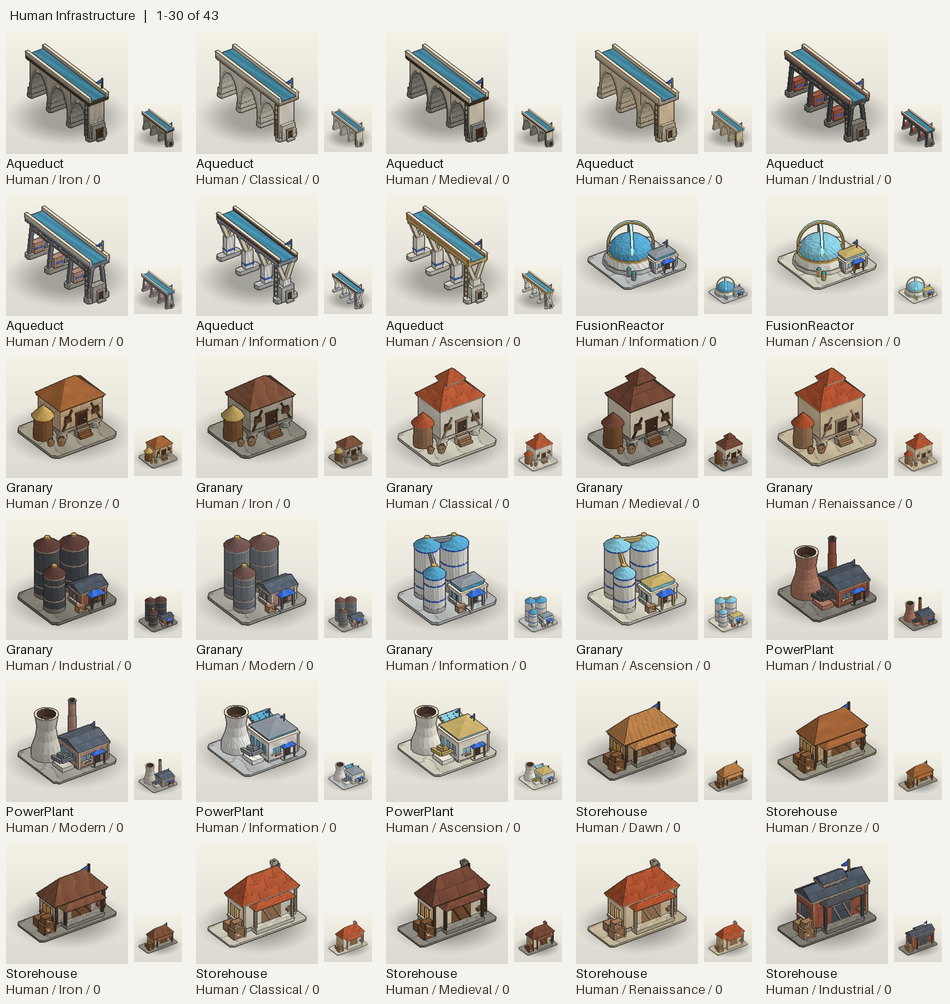 Human Infrastructure | 1-30 of 43
Aqueduct Aqueduct Aqueduct Aqueduct Aqueduct
Human / Iron / 0 Human / Classical / 0 Human / Medieval / 0 Human / Renaissance / 0 Human / Industrial / 0
Aqueduct Aqueduct Aqueduct FusionReactor FusionReactor
Human / Modern / 0 Human / Information / 0 Human / Ascension / 0 Human / Information / 0 Human / Ascension / 0
Granary Granary Granary Granary Granary
Human / Bronze / 0 Human / Iron / 0 Human / Classical / 0 Human / Medieval / 0 Human / Renaissance / 0
Granary Granary Granary Granary PowerPlant
Human / Industrial / 0 Human / Modern / 0 Human / Information / 0 Human / Ascension / 0 Human / Industrial / 0
PowerPlant PowerPlant PowerPlant Storehouse Storehouse
Human / Modern / 0 Human / Information / 0 Human / Ascension / 0 Human / Dawn / 0 Human / Bronze / 0
Storehouse Storehouse Storehouse Storehouse Storehouse
Human / Iron / 0 Human / Classical / 0 Human / Medieval / 0 Human / Renaissance / 0 Human / Industrial / 0